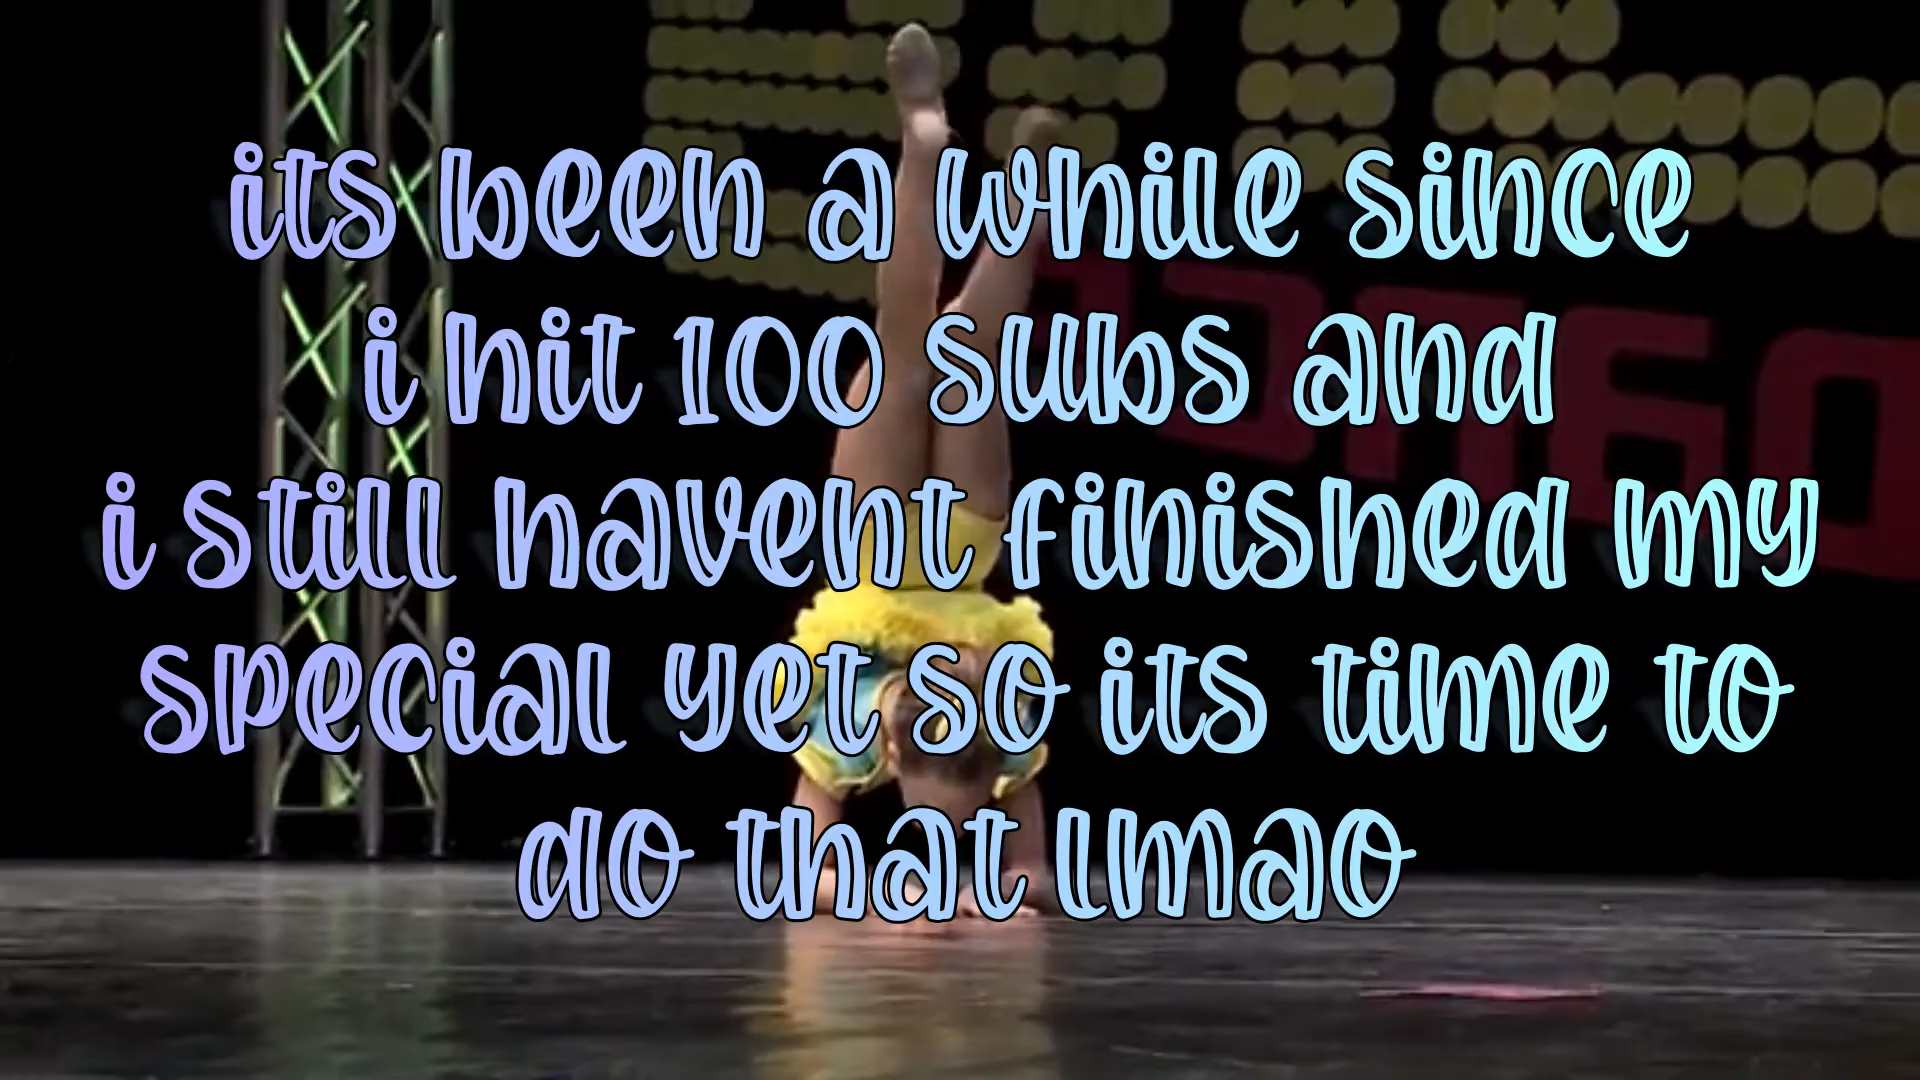 its been a while since
i hit 100 subs and
i still havent finished my
special yet so its time to
do that lmao